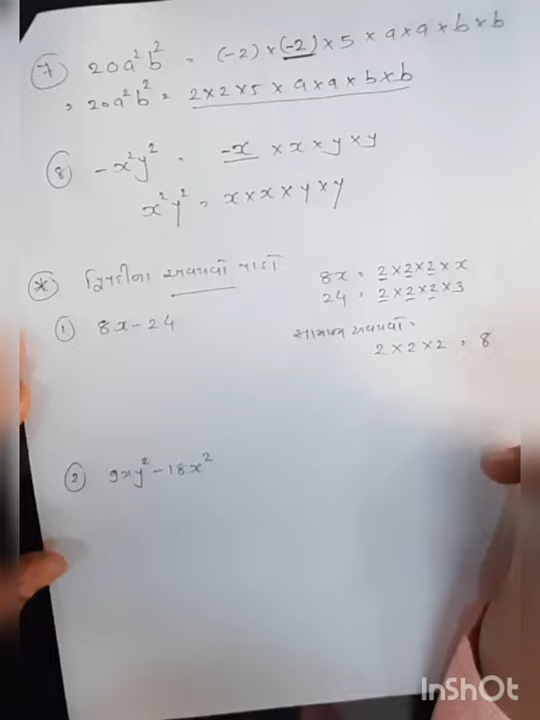 ⑦ 20a²b² = (-2) × (-2) × 5 × a × a × b × b
, 20a²b² = 2 × 2 × 5 × a × a × b × b
⑧ -x²y² = -x × x × y × y
x²y² = x × x × y × y
* દ્વિપદીના અવયવો પાડો
① 8x - 24
8x = 2 × 2 × 2 × x
24 = 2 × 2 × 2 × 3
સામાન્ય અવયવો =
2 × 2 × 2 = 8
② 9xy² - 18x²
InShOt